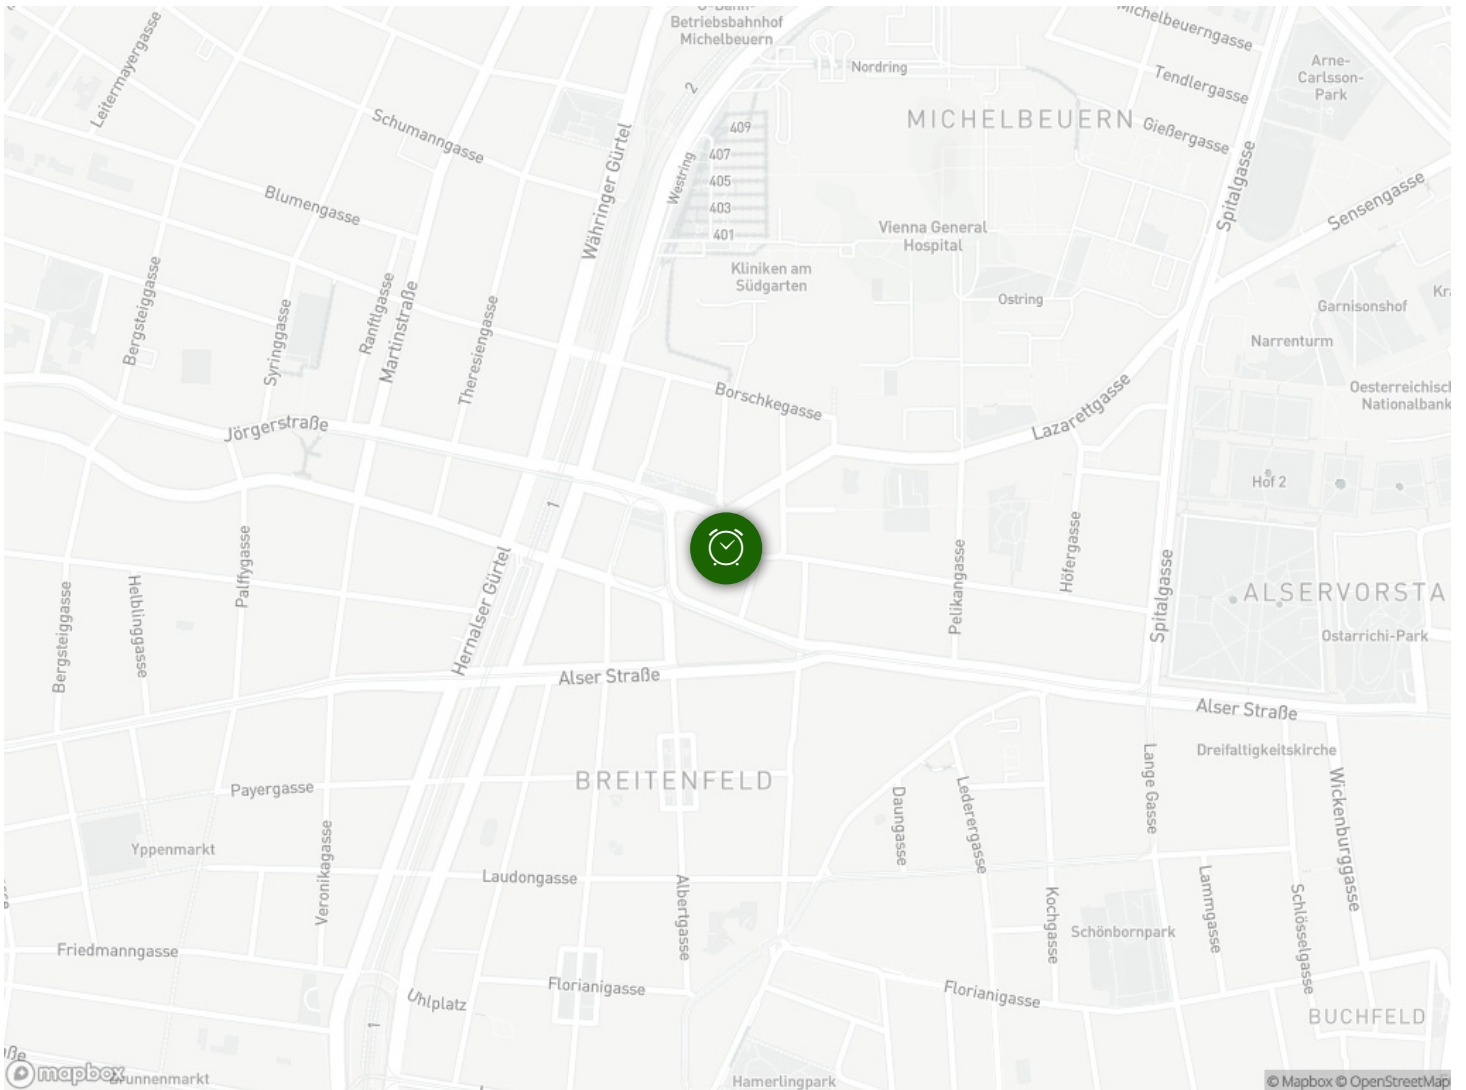 Betriebsbahnhof
Michelbeuern
Michelbeuerngasse
Leitermayergasse
Nordring
Arne-
Carlsson-
Park
Tendlergasse
2
MICHELBEUERN
Gießergasse
Schumanngasse
Währinger Gürtel
409
407
405
403
401
Westring
Spitalgasse
Sensengasse
Blumengasse
Vienna General
Hospital
Kliniken am
Südgarten
Ostring
Garnisonshof
Bergsteiggasse
Syringgasse
Ranftlgasse
Martinstraße
Theresiengasse
Narrenturm
Borschkegasse
Lazarettgasse
Oesterreichisch
Nationalbank
Jörgerstraße
Hof 2
1
Palffygasse
Hernalser Gürtel
Pelikangasse
Höfergasse
Spitalgasse
Bergsteiggasse
Helblinggasse
ALSERVORSTA
Ostarrichi-Park
Alser Straße
Alser Straße
Dreifaltigkeitskirche
BREITENFELD
Payergasse
Daungasse
Lederergasse
Lange Gasse
Wickenburggasse
Yppenmarkt
Veronikagasse
Laudongasse
Albertgasse
Kochgasse
Lammgasse
Schlösselgasse
Schönbornpark
Friedmanngasse
Florianigasse
Florianigasse
Uhlplatz
BUCHFELD
1
mapbox
Brunnenmarkt
Hamerlingpark
© Mapbox © OpenStreetMap